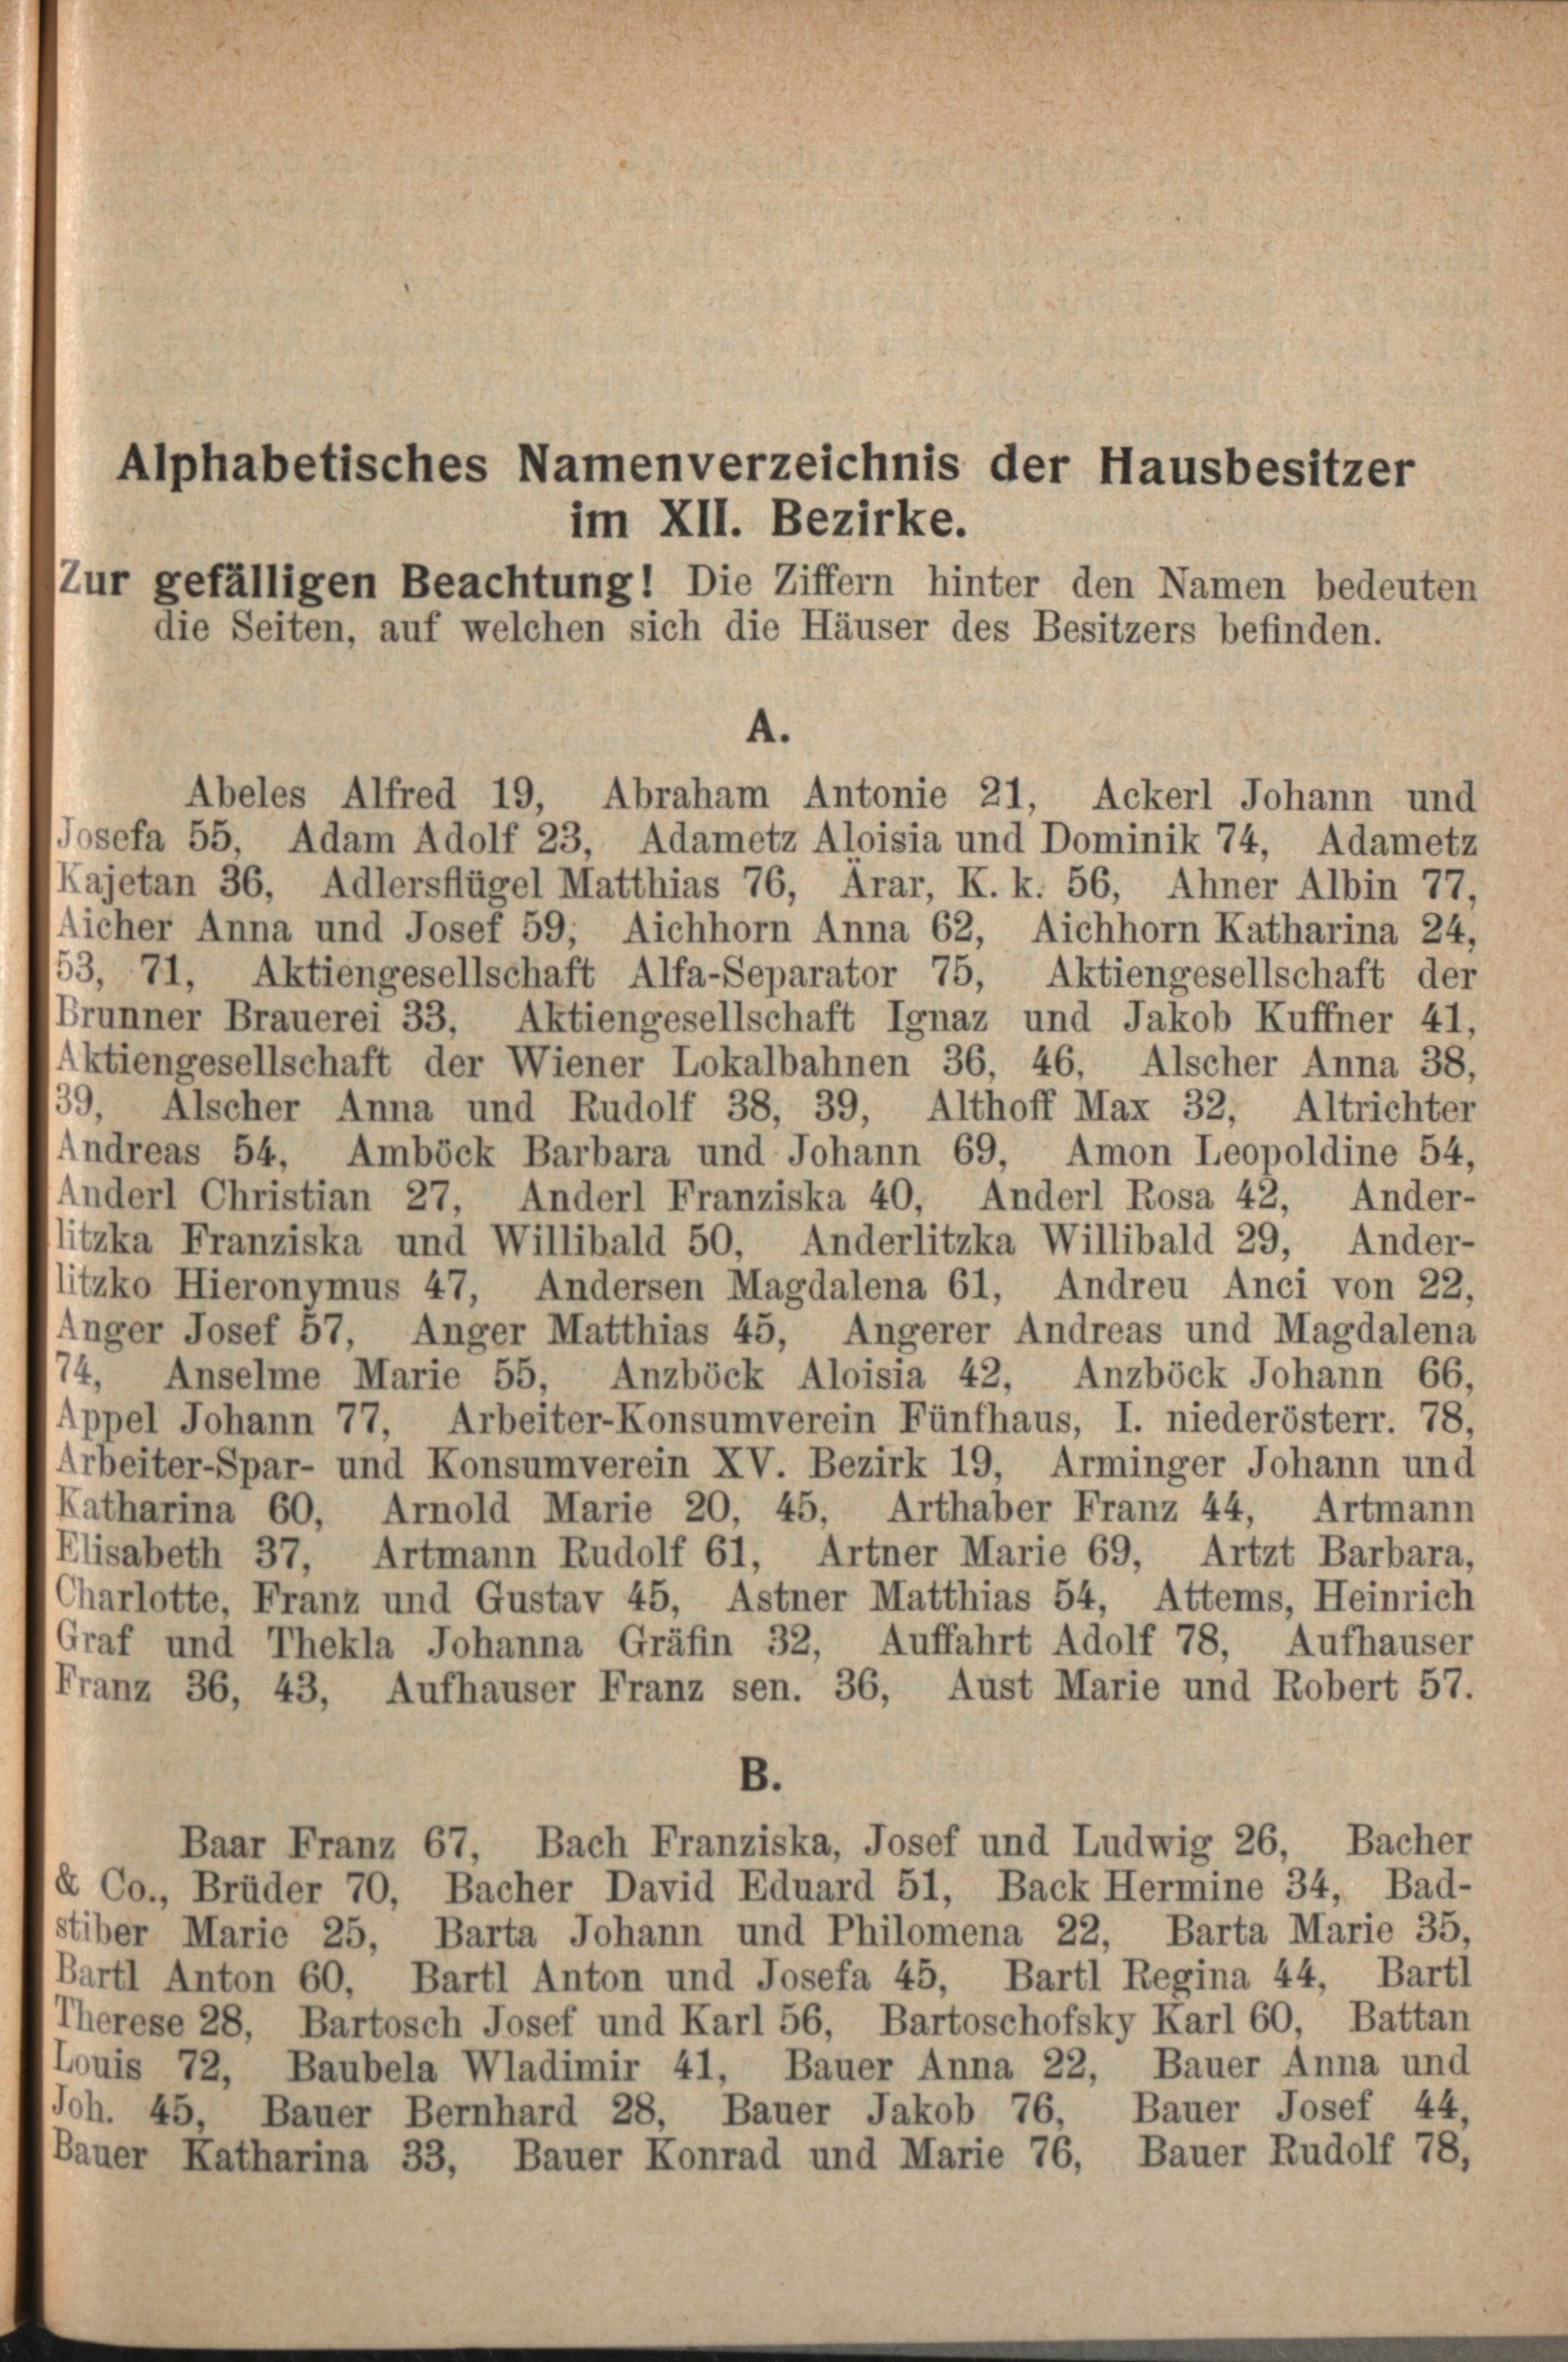 Alphabetisches Namenverzeichnis der Hausbesitzer
im XII. Bezirke.
Zur gefälligen Beachtung! Die Ziffern hinter den Namen bedeuten
die Seiten, auf welchen sich die Häuser des Besitzers befinden.
A.
Abeles Alfred 19, Abraham Antonie 21, Ackerl Johann und
Josefa 55, Adam Adolf 23, Adametz Aloisia und Dominik 74, Adametz
Kajetan 36, Adlersflügel Matthias 76, Ärar, K. k. 56, Ahner Albin 77,
Aicher Anna und Josef 59, Aichhorn Anna 62, Aichhorn Katharina 24,
53, 71, Aktiengesellschaft Alfa-Separator 75, Aktiengesellschaft der
Brunner Brauerei 33, Aktiengesellschaft Ignaz und Jakob Kuffner 41,
Aktiengesellschaft der Wiener Lokalbahnen 36, 46, Alscher Anna 38,
39, Alscher Anna und Rudolf 38, 39, Althoff Max 32, Altrichter
Andreas 54, Amböck Barbara und Johann 69, Amon Leopoldine 54,
Anderl Christian 27, Anderl Franziska 40, Anderl Rosa 42, Ander-
litzka Franziska und Willibald 50, Anderlitzka Willibald 29, Ander-
litzko Hieronymus 47, Andersen Magdalena 61, Andreu Anci von 22,
Anger Josef 57, Anger Matthias 45, Angerer Andreas und Magdalena
74, Anselme Marie 55, Anzböck Aloisia 42, Anzböck Johann 66,
Appel Johann 77, Arbeiter-Konsumverein Fünfhaus, I. niederösterr. 78,
Arbeiter-Spar- und Konsumverein XV. Bezirk 19, Arminger Johann und
Katharina 60, Arnold Marie 20, 45, Arthaber Franz 44, Artmann
Elisabeth 37, Artmann Rudolf 61, Artner Marie 69, Artzt Barbara,
Charlotte, Franz und Gustav 45, Astner Matthias 54, Attems, Heinrich
Graf und Thekla Johanna Gräfin 32, Auffahrt Adolf 78, Aufhauser
Franz 36, 43, Aufhauser Franz sen. 36, Aust Marie und Robert 57.
B.
Baar Franz 67, Bach Franziska, Josef und Ludwig 26, Bacher
& Co., Brüder 70, Bacher David Eduard 51, Back Hermine 34, Bad-
stiber Marie 25, Barta Johann und Philomena 22, Barta Marie 35,
Bartl Anton 60, Bartl Anton und Josefa 45, Bartl Regina 44, Bartl
Therese 28, Bartosch Josef und Karl 56, Bartoschofsky Karl 60, Battan
Louis 72, Baubela Wladimir 41, Bauer Anna 22, Bauer Anna und
Joh. 45, Bauer Bernhard 28, Bauer Jakob 76, Bauer Josef 44,
Bauer Katharina 33, Bauer Konrad und Marie 76, Bauer Rudolf 78,